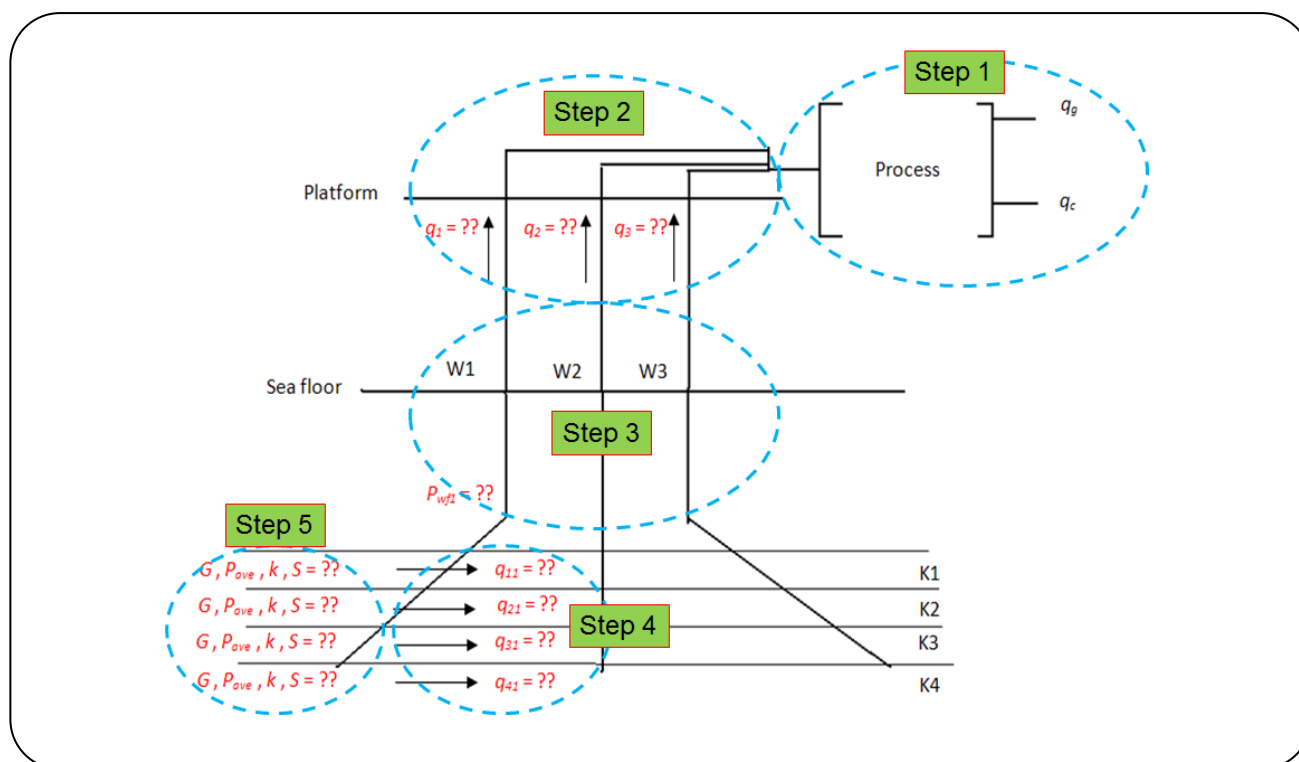 Step 1
Step 2
q_g
Process
Platform
q_c
q_1 = ?? q_2 = ?? q_3 = ??
W1 W2 W3
Sea floor
Step 3
P_wf1 = ??
Step 5
G , P_ave , k , S = ?? q_11 = ?? K1
G , P_ave , k , S = ?? q_21 = ?? K2
Step 4
G , P_ave , k , S = ?? q_31 = ?? K3
G , P_ave , k , S = ?? q_41 = ?? K4